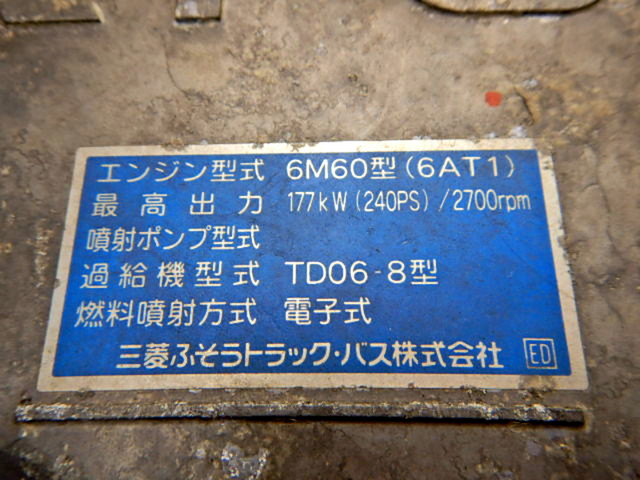 エンジン型式 6M60型(6AT1)
最高出力 177kW(240PS)/2700rpm
噴射ポンプ型式
過給機型式 TD06-8型
燃料噴射方式 電子式
三菱ふそうトラック・バス株式会社 ED